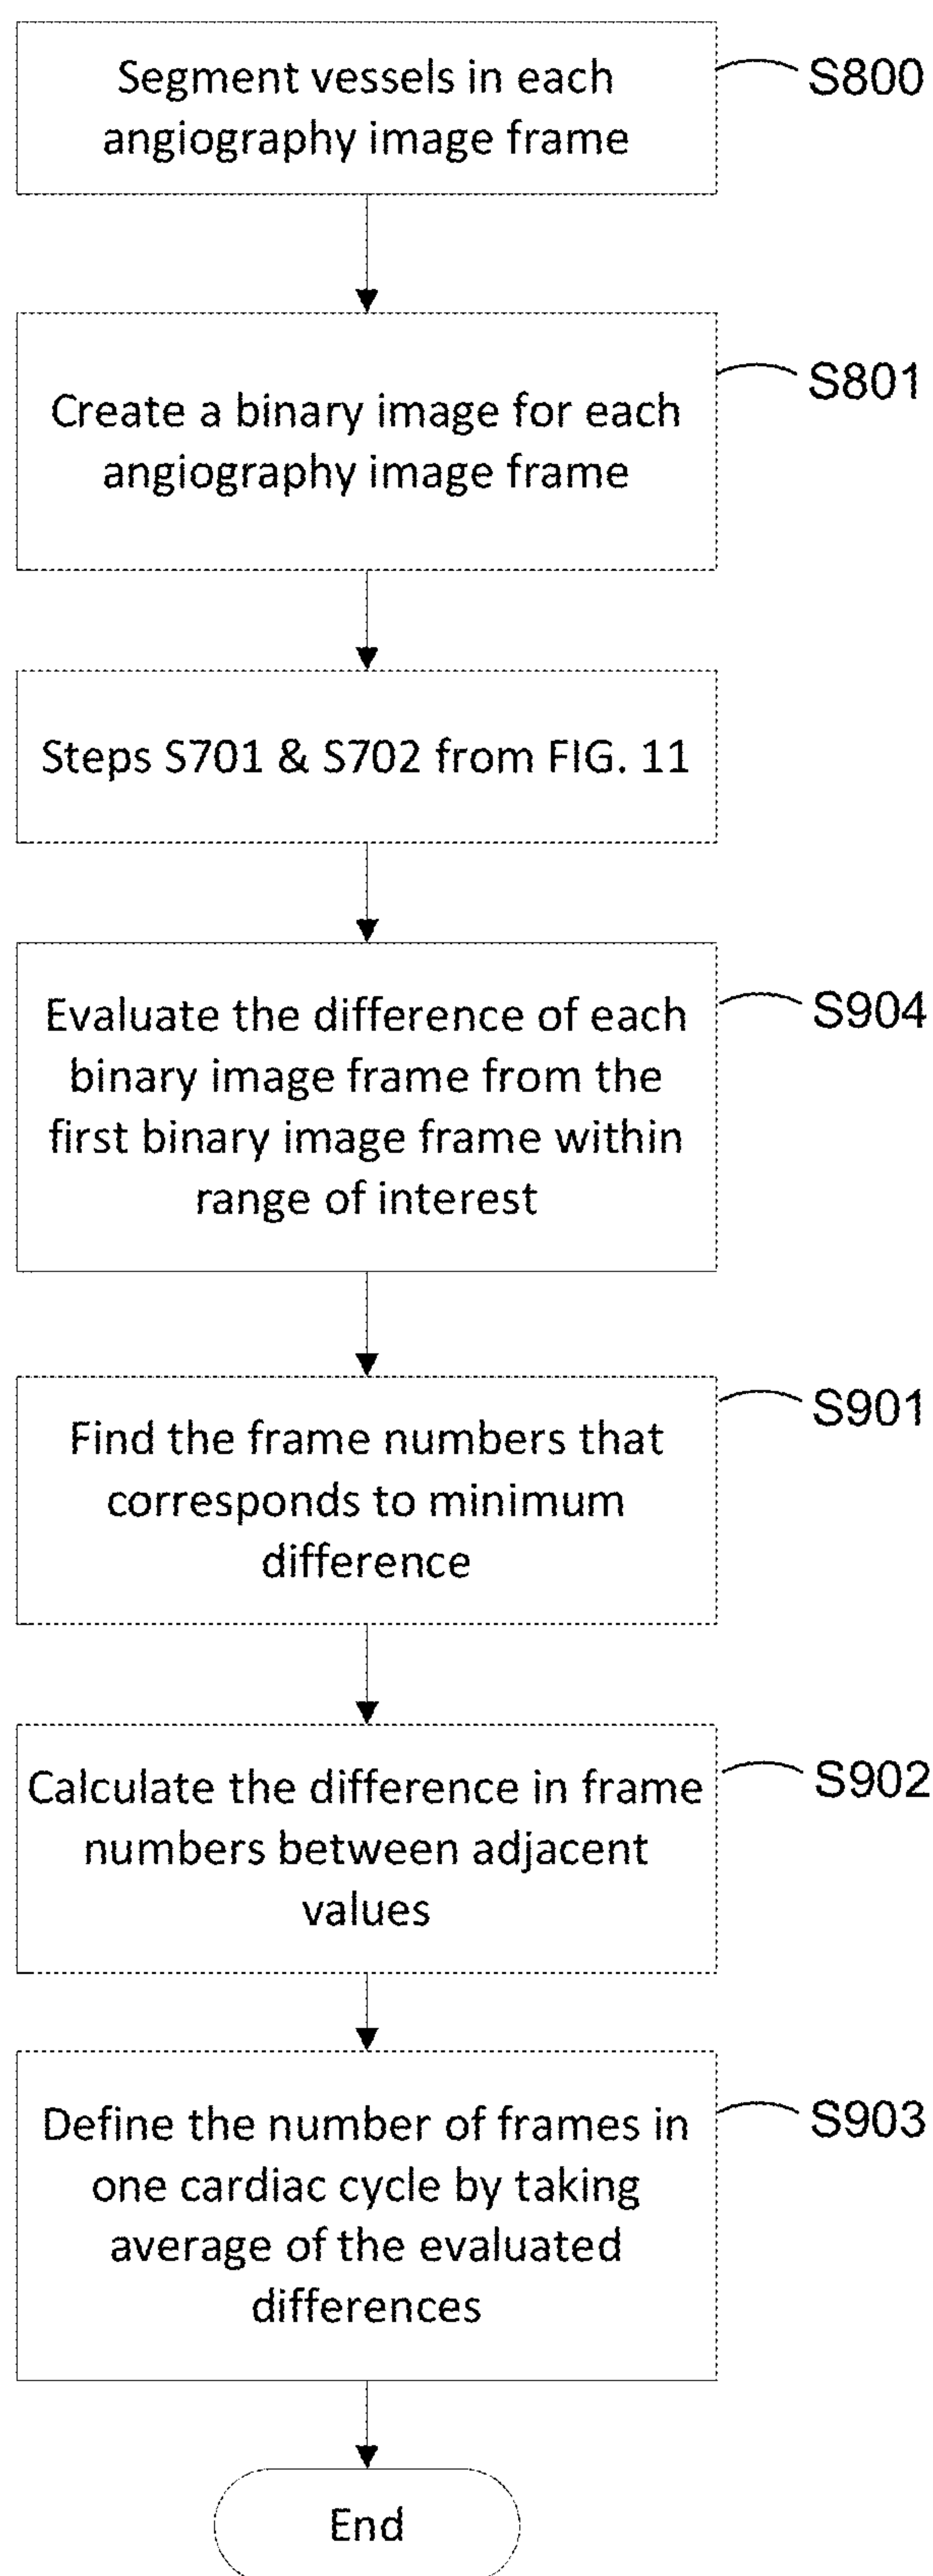 Segment vessels in each
angiography image frame
S800
Create a binary image for each
angiography image frame
S801
Steps S701 & S702 from FIG. 11
Evaluate the difference of each
binary image frame from the
first binary image frame within
range of interest
S904
Find the frame numbers that
corresponds to minimum
difference
S901
Calculate the difference in frame
numbers between adjacent
values
S902
Define the number of frames in
one cardiac cycle by taking
average of the evaluated
differences
S903
End